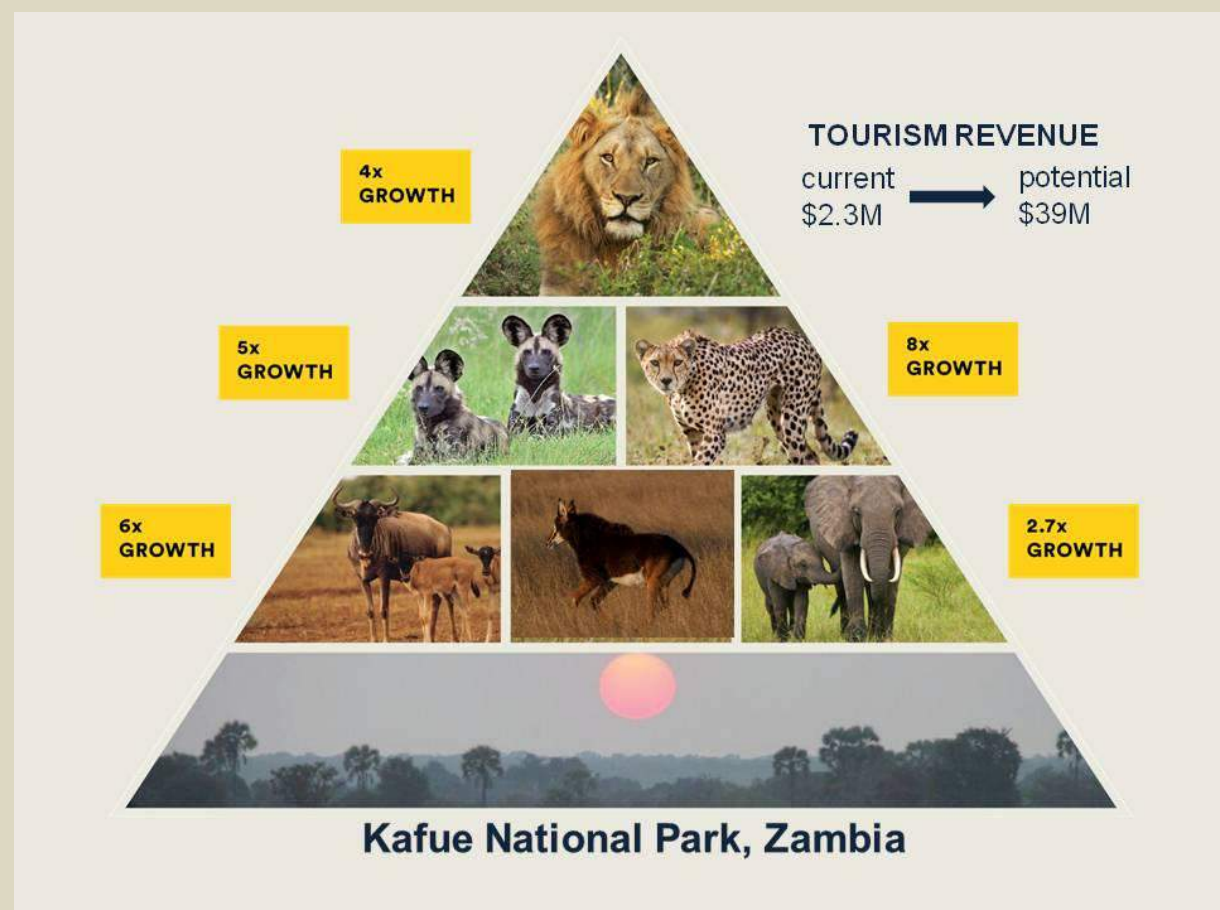 TOURISM REVENUE
current
$2.3M
potential
$39M
4x
GROWTH
5x
GROWTH
8x
GROWTH
6x
GROWTH
2.7x
GROWTH
Kafue National Park, Zambia